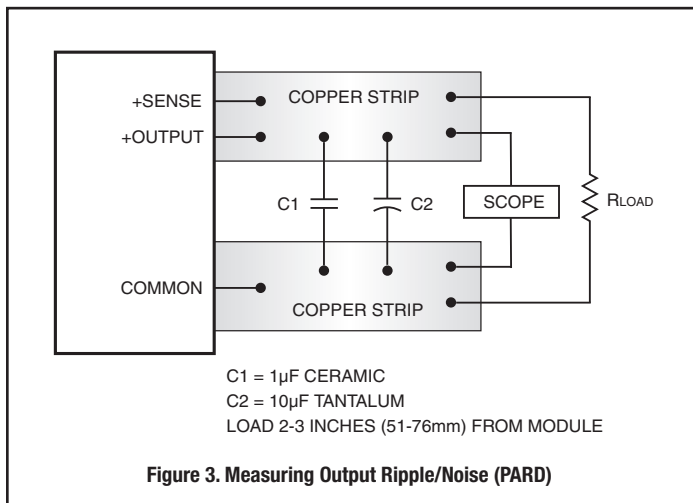 +SENSE
COPPER STRIP
+OUTPUT
C1
C2
SCOPE
RLOAD
COMMON
COPPER STRIP
C1 = 1µF CERAMIC
C2 = 10µF TANTALUM
LOAD 2-3 INCHES (51-76mm) FROM MODULE
Figure 3. Measuring Output Ripple/Noise (PARD)